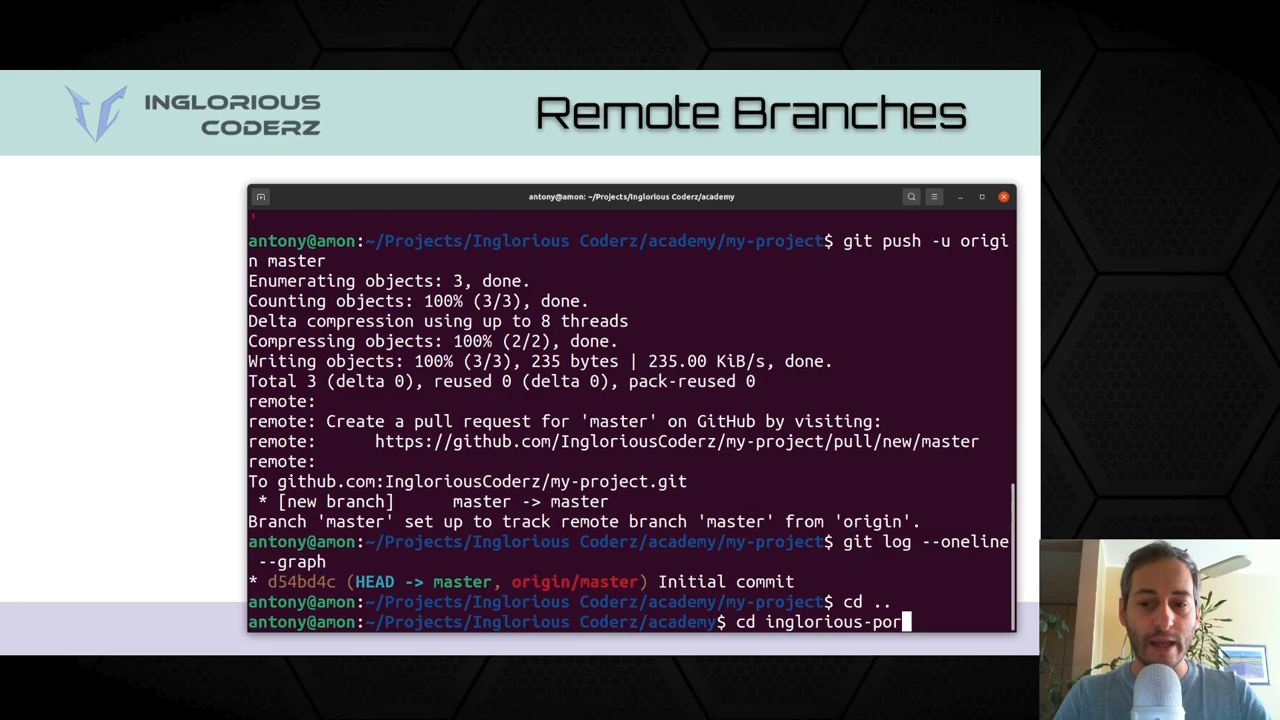 INGLORIOUS
CODERZ
Remote Branches
antony@amon: ~/Projects/Inglorious Coderz/academy
'
antony@amon:~/Projects/Inglorious Coderz/academy/my-project$ git push -u origi
n master
Enumerating objects: 3, done.
Counting objects: 100% (3/3), done.
Delta compression using up to 8 threads
Compressing objects: 100% (2/2), done.
Writing objects: 100% (3/3), 235 bytes | 235.00 KiB/s, done.
Total 3 (delta 0), reused 0 (delta 0), pack-reused 0
remote:
remote: Create a pull request for 'master' on GitHub by visiting:
remote:      https://github.com/IngloriousCoderz/my-project/pull/new/master
remote:
To github.com:IngloriousCoderz/my-project.git
 * [new branch]      master -> master
Branch 'master' set up to track remote branch 'master' from 'origin'.
antony@amon:~/Projects/Inglorious Coderz/academy/my-project$ git log --oneline
 --graph
* d54bd4c (HEAD -> master, origin/master) Initial commit
antony@amon:~/Projects/Inglorious Coderz/academy/my-project$ cd ..
antony@amon:~/Projects/Inglorious Coderz/academy$ cd inglorious-por